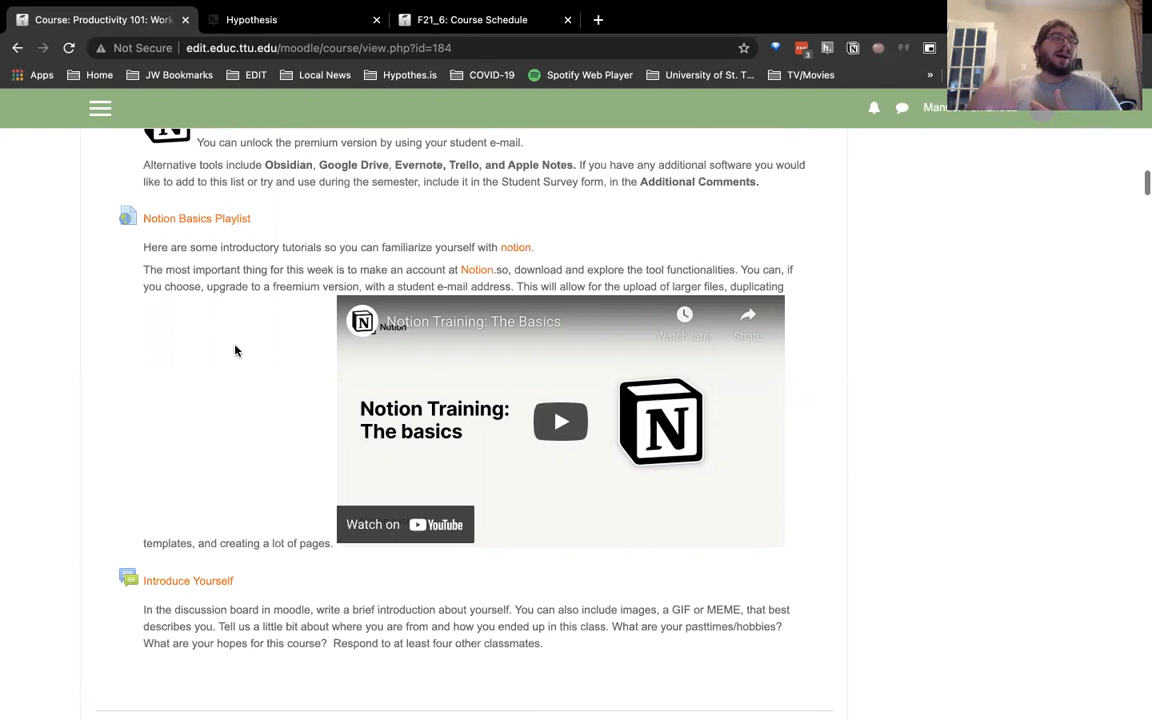 Course: Productivity 101: Work
Hypothesis
F21_6: Course Schedule
Not Secure
edit.educ.ttu.edu/moodle/course/view.php?id=184
3
h.
Apps
Home
JW Bookmarks
EDIT
Local News
Hypothes.is
COVID-19
Spotify Web Player
University of St. T...
TV/Movies
»
You can unlock the premium version by using your student e-mail.
Alternative tools include Obsidian, Google Drive, Evernote, Trello, and Apple Notes. If you have any additional software you would
like to add to this list or try and use during the semester, include it in the Student Survey form, in the Additional Comments.
Notion Basics Playlist
Here are some introductory tutorials so you can familiarize yourself with notion.
The most important thing for this week is to make an account at Notion.so, download and explore the tool functionalities. You can, if
you choose, upgrade to a freemium version, with a student e-mail address. This will allow for the upload of larger files, duplicating
Notion
Notion Training: The Basics
Watch later
Share
Notion Training:
The basics
N
Watch on YouTube
templates, and creating a lot of pages.
Introduce Yourself
In the discussion board in moodle, write a brief introduction about yourself. You can also include images, a GIF or MEME, that best
describes you. Tell us a little bit about where you are from and how you ended up in this class. What are your pasttimes/hobbies?
What are your hopes for this course? Respond to at least four other classmates.